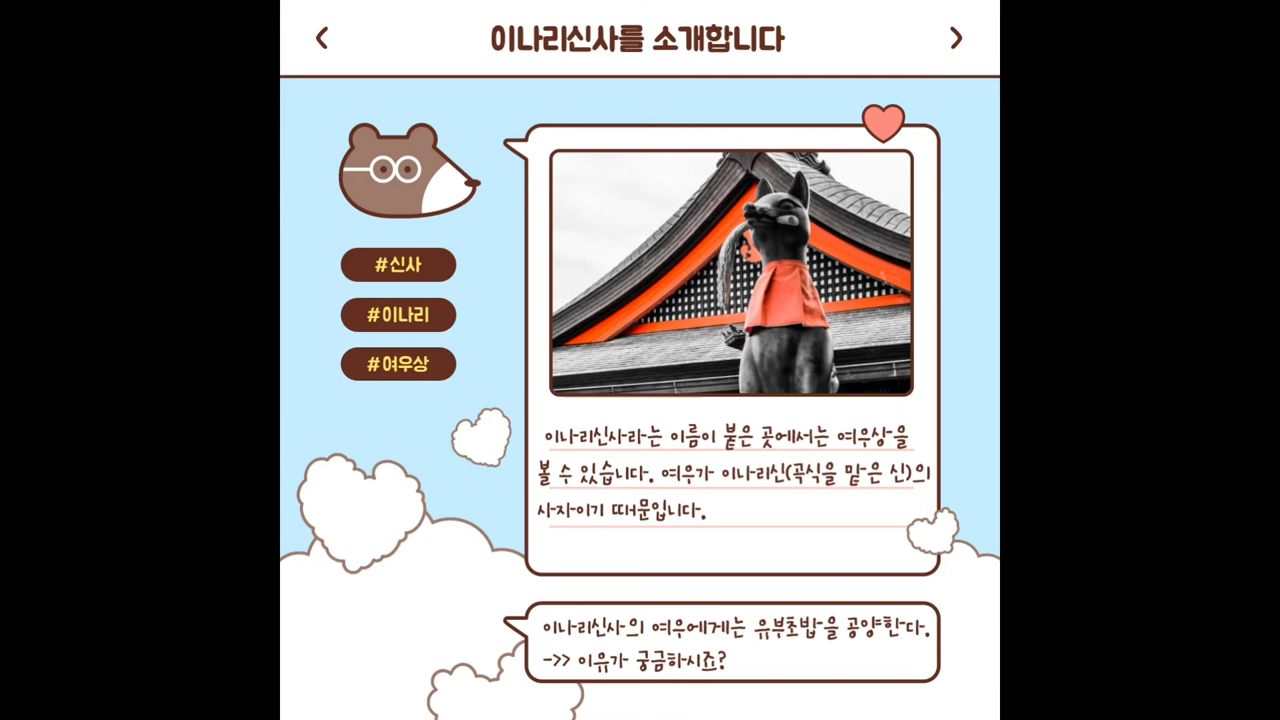 이나리신사를 소개합니다
#신사
#이나리
#여우상
이나리신사라는 이름이 붙은 곳에서는 여우상을
볼 수 있습니다. 여우가 이나리신(곡식을 맡은 신)의
사자이기 때문입니다.
이나리신사의 여우에게는 유부초밥을 공양한다.
->> 이유가 궁금하시죠?